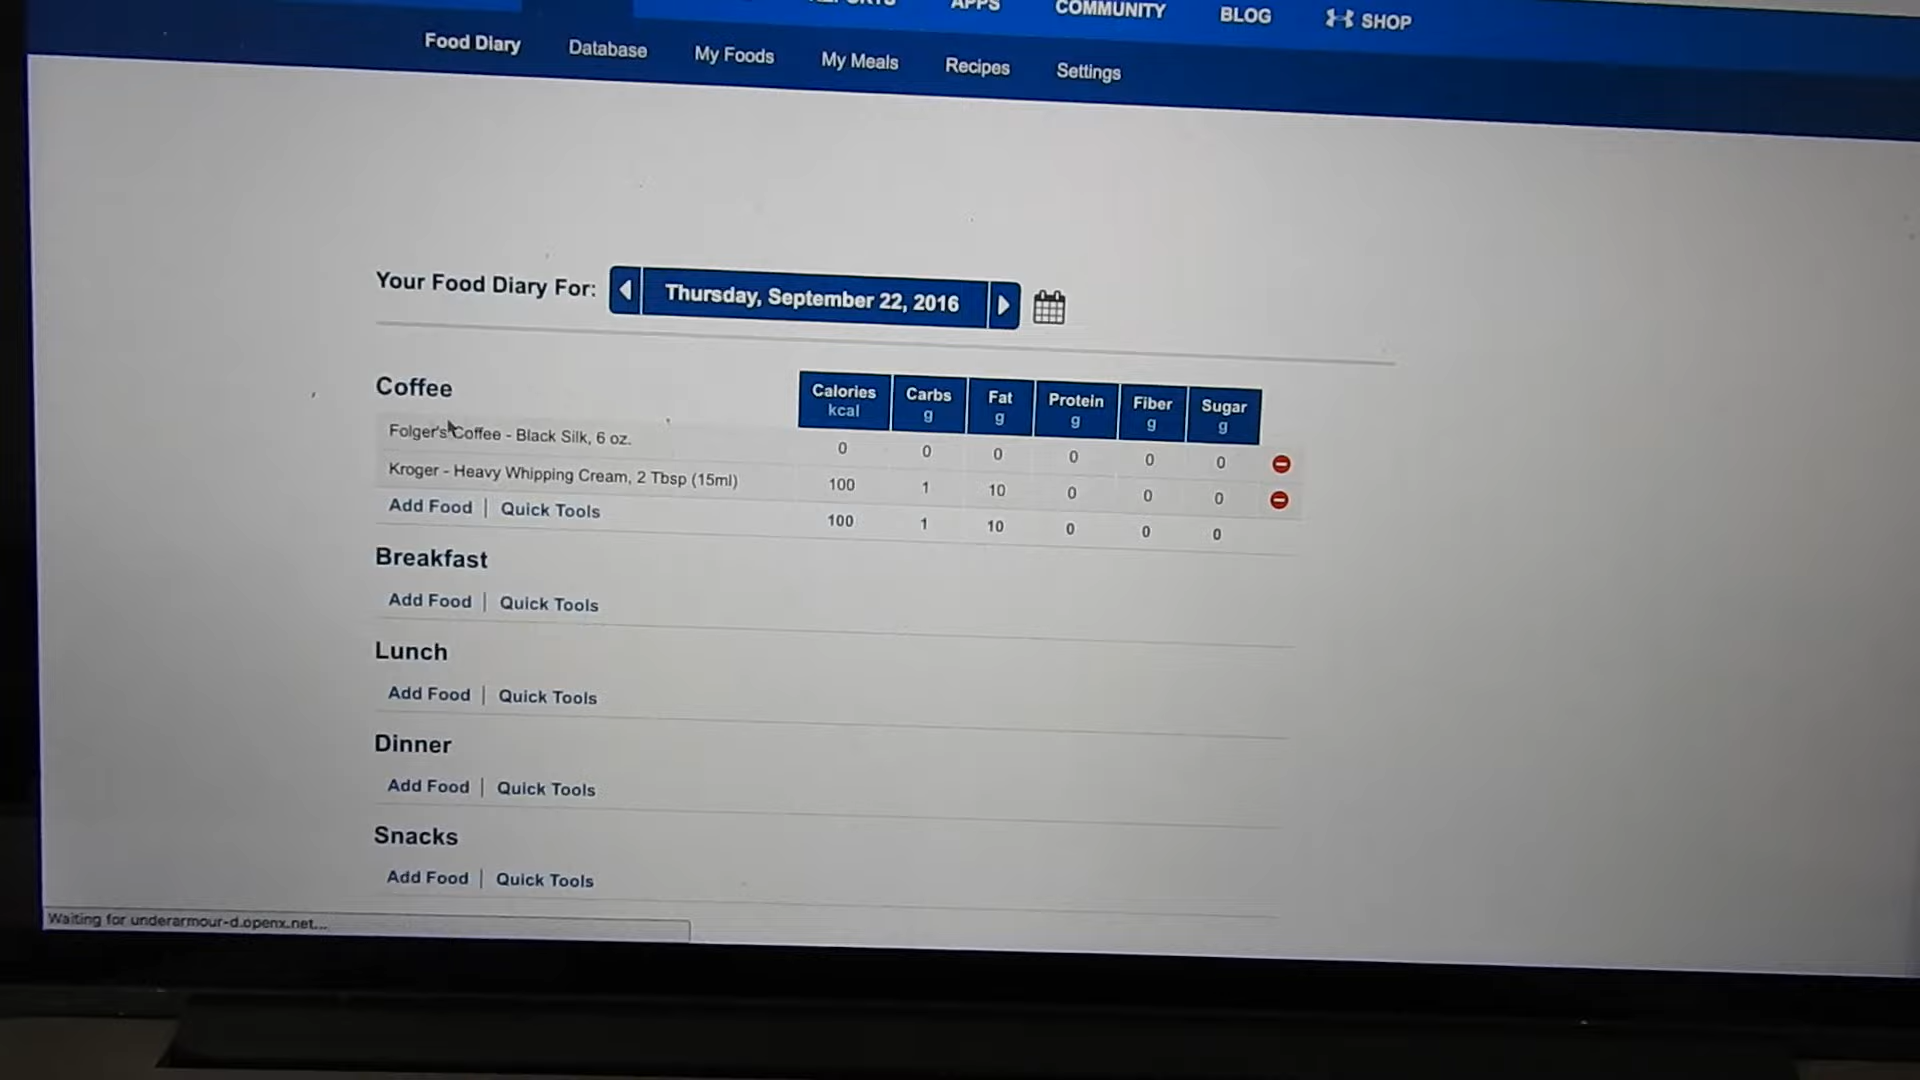 REPORTS APPS COMMUNITY BLOG SHOP
Food Diary Database My Foods My Meals Recipes Settings
Your Food Diary For: Thursday, September 22, 2016
Coffee Calories kcal Carbs g Fat g Protein g Fiber g Sugar g
Folger's Coffee - Black Silk, 6 oz. 0 0 0 0 0 0
Kroger - Heavy Whipping Cream, 2 Tbsp (15ml) 100 1 10 0 0 0
Add Food | Quick Tools 100 1 10 0 0 0
Breakfast
Add Food | Quick Tools
Lunch
Add Food | Quick Tools
Dinner
Add Food | Quick Tools
Snacks
Add Food | Quick Tools
Waiting for underarmour-d.openx.net...